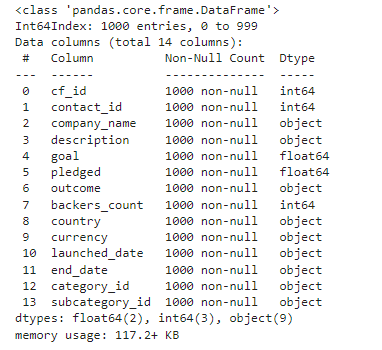 <class 'pandas.core.frame.DataFrame'>
Int64Index: 1000 entries, 0 to 999
Data columns (total 14 columns):
 #   Column          Non-Null Count  Dtype
---  ------          --------------  -----
 0   cf_id           1000 non-null   int64
 1   contact_id      1000 non-null   int64
 2   company_name    1000 non-null   object
 3   description     1000 non-null   object
 4   goal            1000 non-null   float64
 5   pledged         1000 non-null   float64
 6   outcome         1000 non-null   object
 7   backers_count   1000 non-null   int64
 8   country         1000 non-null   object
 9   currency        1000 non-null   object
 10  launched_date   1000 non-null   object
 11  end_date        1000 non-null   object
 12  category_id     1000 non-null   object
 13  subcategory_id  1000 non-null   object
dtypes: float64(2), int64(3), object(9)
memory usage: 117.2+ KB